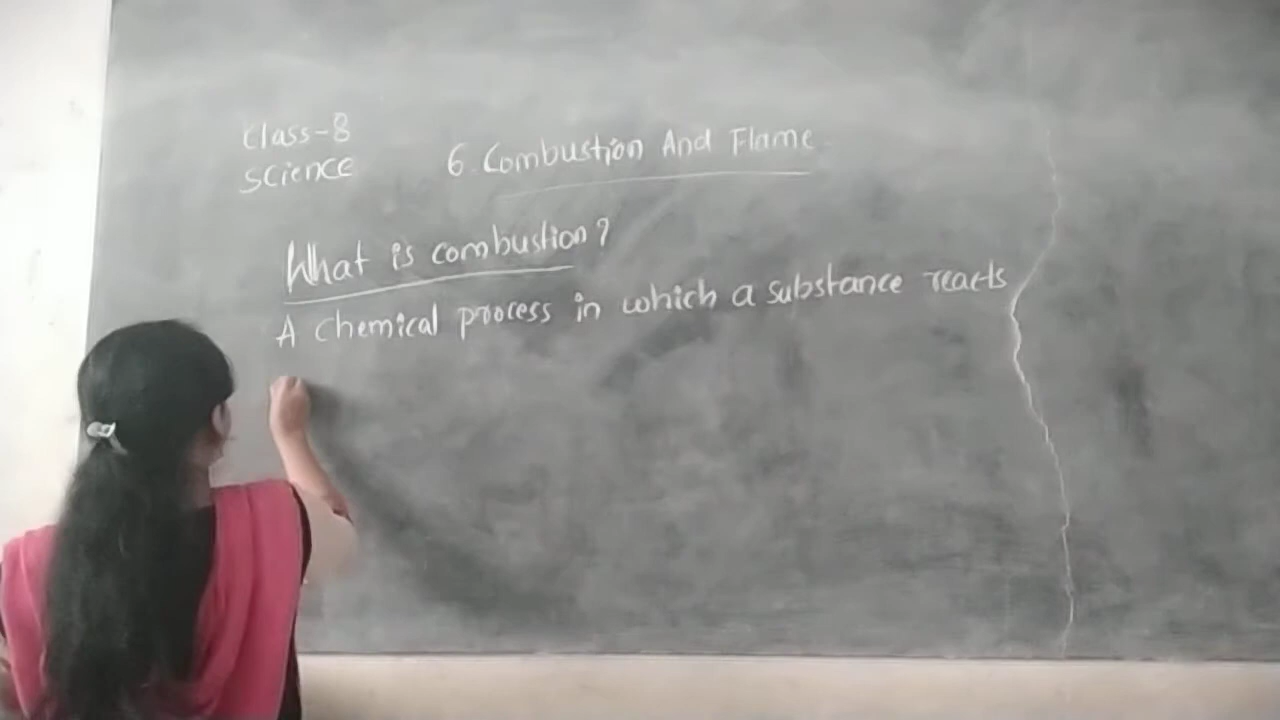 Class-8
Science
6. Combustion And Flame
What is combustion?
A chemical process in which a substance reacts